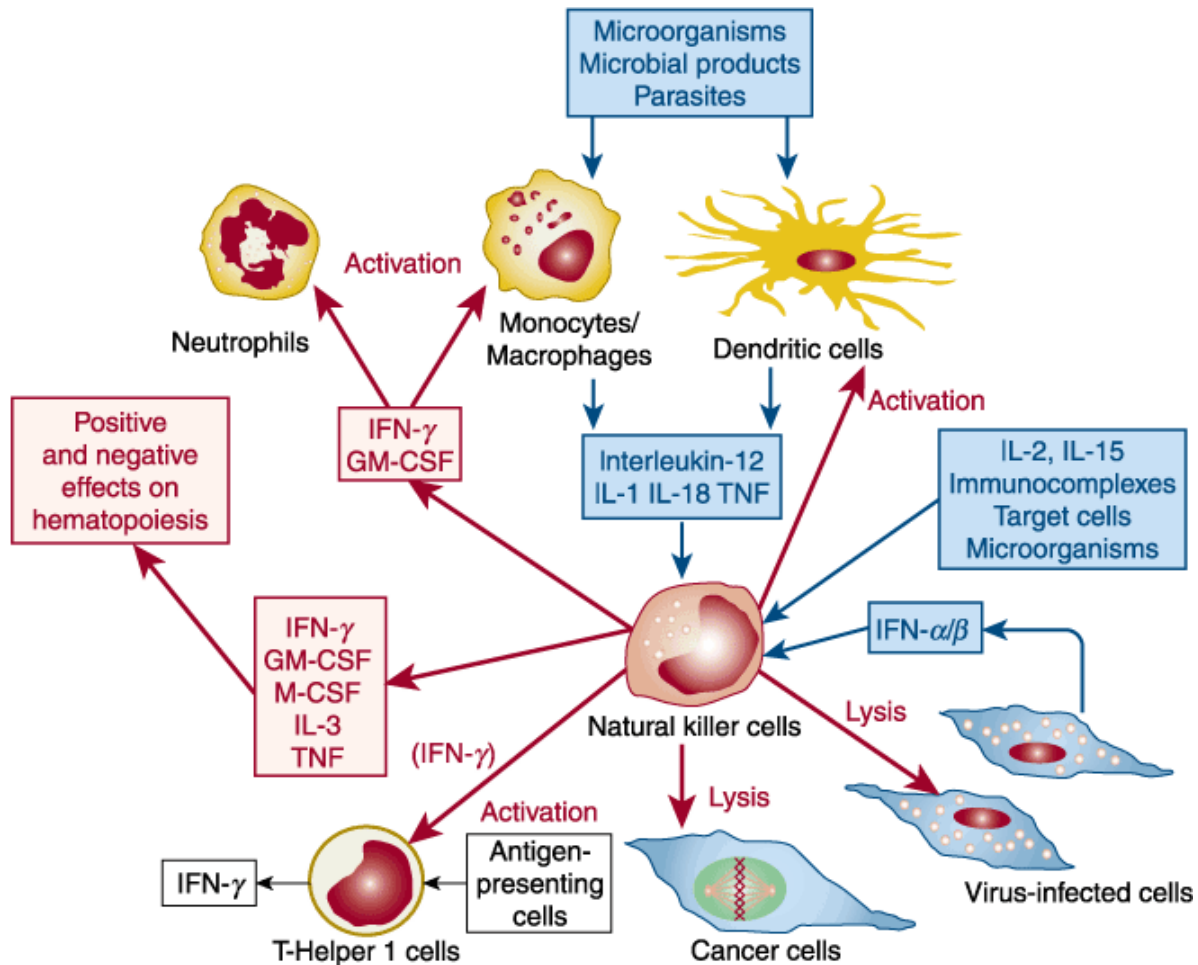 Microorganisms
Microbial products
Parasites
Activation
Neutrophils
Monocytes/
Macrophages
Dendritic cells
Activation
Positive
and negative
effects on
hematopoiesis
IFN-γ
GM-CSF
Interleukin-12
IL-1 IL-18 TNF
IL-2, IL-15
Immunocomplexes
Target cells
Microorganisms
IFN-γ
GM-CSF
M-CSF
IL-3
TNF
IFN-α/β
Natural killer cells
Lysis
(IFN-γ)
Lysis
Activation
IFN-γ
Antigen-
presenting
cells
Virus-infected cells
T-Helper 1 cells
Cancer cells